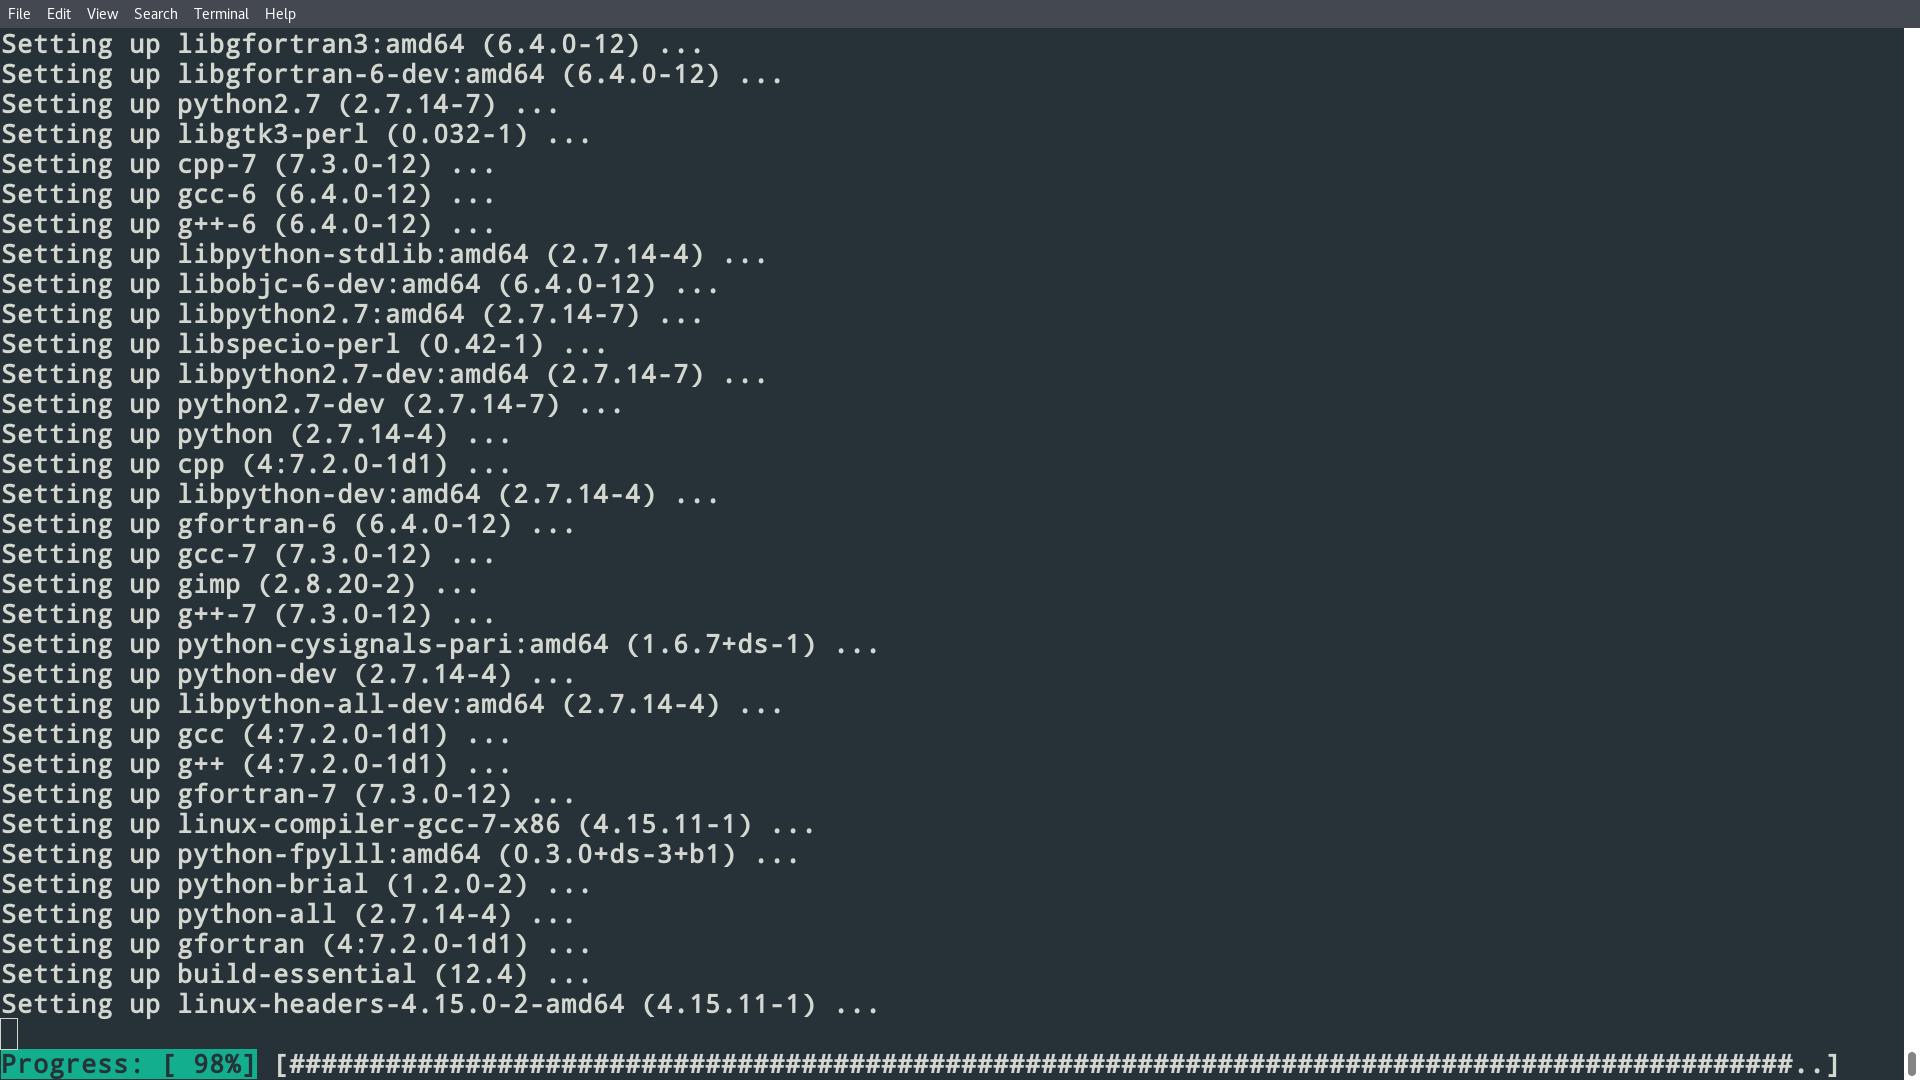 File Edit View Search Terminal Help
Setting up libgfortran3:amd64 (6.4.0-12) ...
Setting up libgfortran-6-dev:amd64 (6.4.0-12) ...
Setting up python2.7 (2.7.14-7) ...
Setting up libgtk3-perl (0.032-1) ...
Setting up cpp-7 (7.3.0-12) ...
Setting up gcc-6 (6.4.0-12) ...
Setting up g++-6 (6.4.0-12) ...
Setting up libpython-stdlib:amd64 (2.7.14-4) ...
Setting up libobjc-6-dev:amd64 (6.4.0-12) ...
Setting up libpython2.7:amd64 (2.7.14-7) ...
Setting up libspecio-perl (0.42-1) ...
Setting up libpython2.7-dev:amd64 (2.7.14-7) ...
Setting up python2.7-dev (2.7.14-7) ...
Setting up python (2.7.14-4) ...
Setting up cpp (4:7.2.0-1d1) ...
Setting up libpython-dev:amd64 (2.7.14-4) ...
Setting up gfortran-6 (6.4.0-12) ...
Setting up gcc-7 (7.3.0-12) ...
Setting up gimp (2.8.20-2) ...
Setting up g++-7 (7.3.0-12) ...
Setting up python-cysignals-pari:amd64 (1.6.7+ds-1) ...
Setting up python-dev (2.7.14-4) ...
Setting up libpython-all-dev:amd64 (2.7.14-4) ...
Setting up gcc (4:7.2.0-1d1) ...
Setting up g++ (4:7.2.0-1d1) ...
Setting up gfortran-7 (7.3.0-12) ...
Setting up linux-compiler-gcc-7-x86 (4.15.11-1) ...
Setting up python-fpylll:amd64 (0.3.0+ds-3+b1) ...
Setting up python-brial (1.2.0-2) ...
Setting up python-all (2.7.14-4) ...
Setting up gfortran (4:7.2.0-1d1) ...
Setting up build-essential (12.4) ...
Setting up linux-headers-4.15.0-2-amd64 (4.15.11-1) ...
Progress: [ 98%] [##############################################################################################..]